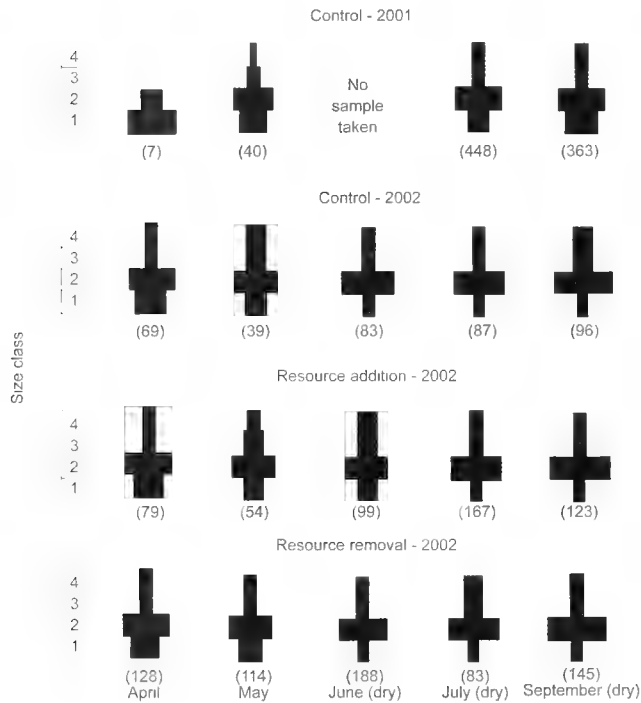 Control - 2001
4
3
2
1
No
sample
taken
(7) (40) (448) (363)
Control - 2002
4
3
2
1
(69) (39) (83) (87) (96)
Size class
Resource addition - 2002
4
3
2
1
(79) (54) (99) (167) (123)
Resource removal - 2002
4
3
2
1
(128) (114) (188) (83) (145)
April May June (dry) July (dry) September (dry)